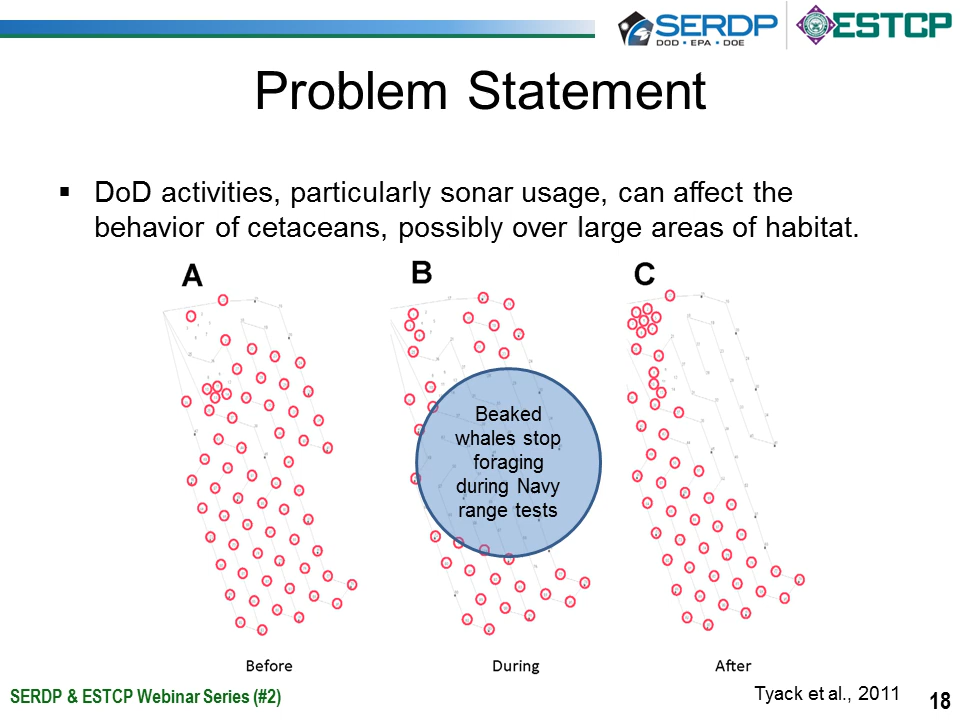 SERDP
DOD • EPA • DOE
ESTCP
Problem Statement
▪ DoD activities, particularly sonar usage, can affect the
behavior of cetaceans, possibly over large areas of habitat.
A
B
C
Beaked
whales stop
foraging
during Navy
range tests
Before
During
After
SERDP & ESTCP Webinar Series (#2)
Tyack et al., 2011
18